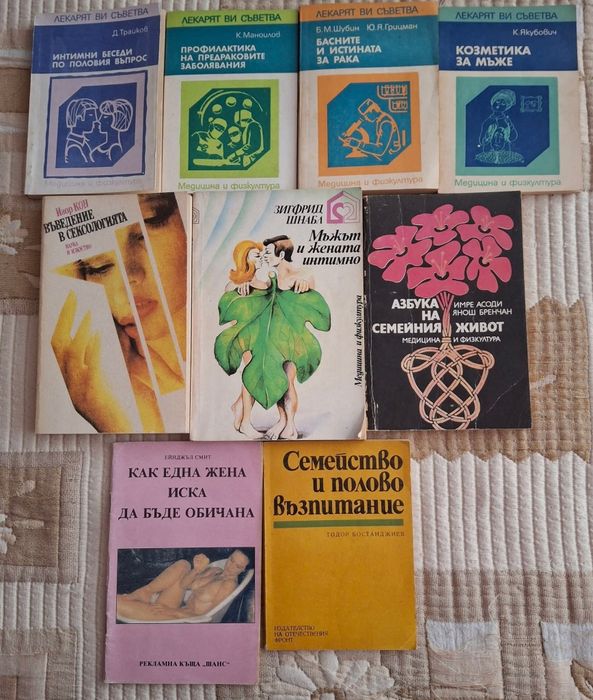 ЛЕКАРЯТ ВИ СЪВЕТВА
Д. Трайков
ИНТИМНИ БЕСЕДИ
ПО ПОЛОВИЯ ВЪПРОС
Медицина и физкултура
ЛЕКАРЯТ ВИ СЪВЕТВА
К. Маноилов
ПРОФИЛАКТИКА
НА ПРЕДРАКОВИТЕ
ЗАБОЛЯВАНИЯ
Медицина и физкултура
ЛЕКАРЯТ ВИ СЪВЕТВА
Б. М. Шубин Ю. Я. Грицман
БАСНИТЕ
И ИСТИНАТА
ЗА РАКА
Медицина и физкултура
ЛЕКАРЯТ ВИ СЪВЕТВА
К. Якубович
КОЗМЕТИКА
ЗА МЪЖЕ
Медицина и физкултура
Игор КОН
ВЪВЕДЕНИЕ
В СЕКСОЛОГИЯТА
НАУКА И ИЗКУСТВО
ЗИГФРИД
ШНАБЛ
Мъжът
и жената
интимно
Медицина и физкултура
АЗБУКА
НА
СЕМЕЙНИЯ
ЖИВОТ
ИМРЕ АСОДИ
ЯНОШ БРЕНЧАН
МЕДИЦИНА И ФИЗКУЛТУРА
ЕЙНДЖЪЛ СМИТ
КАК ЕДНА ЖЕНА
ИСКА
ДА БЪДЕ ОБИЧАНА
РЕКЛАМНА КЪЩА „ШАНС“
Семейство
и полово
възпитание
ТОДОР БОСТАНДЖИЕВ
ИЗДАТЕЛСТВО
НА ОТЕЧЕСТВЕНИЯ
ФРОНТ